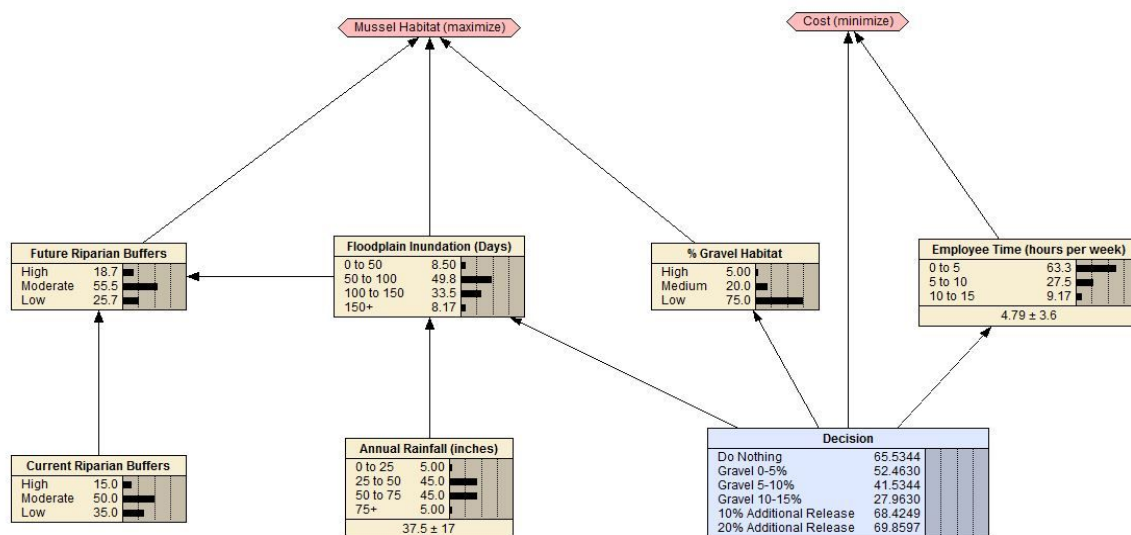 Mussel Habitat (maximize)
Cost (minimize)
Future Riparian Buffers
High 18.7
Moderate 55.5
Low 25.7
Floodplain Inundation (Days)
0 to 50 8.50
50 to 100 49.8
100 to 150 33.5
150+ 8.17
% Gravel Habitat
High 5.00
Medium 20.0
Low 75.0
Employee Time (hours per week)
0 to 5 63.3
5 to 10 27.5
10 to 15 9.17
4.79 ± 3.6
Current Riparian Buffers
High 15.0
Moderate 50.0
Low 35.0
Annual Rainfall (inches)
0 to 25 5.00
25 to 50 45.0
50 to 75 45.0
75+ 5.00
37.5 ± 17
Decision
Do Nothing 65.5344
Gravel 0-5% 52.4630
Gravel 5-10% 41.5344
Gravel 10-15% 27.9630
10% Additional Release 68.4249
20% Additional Release 69.8597